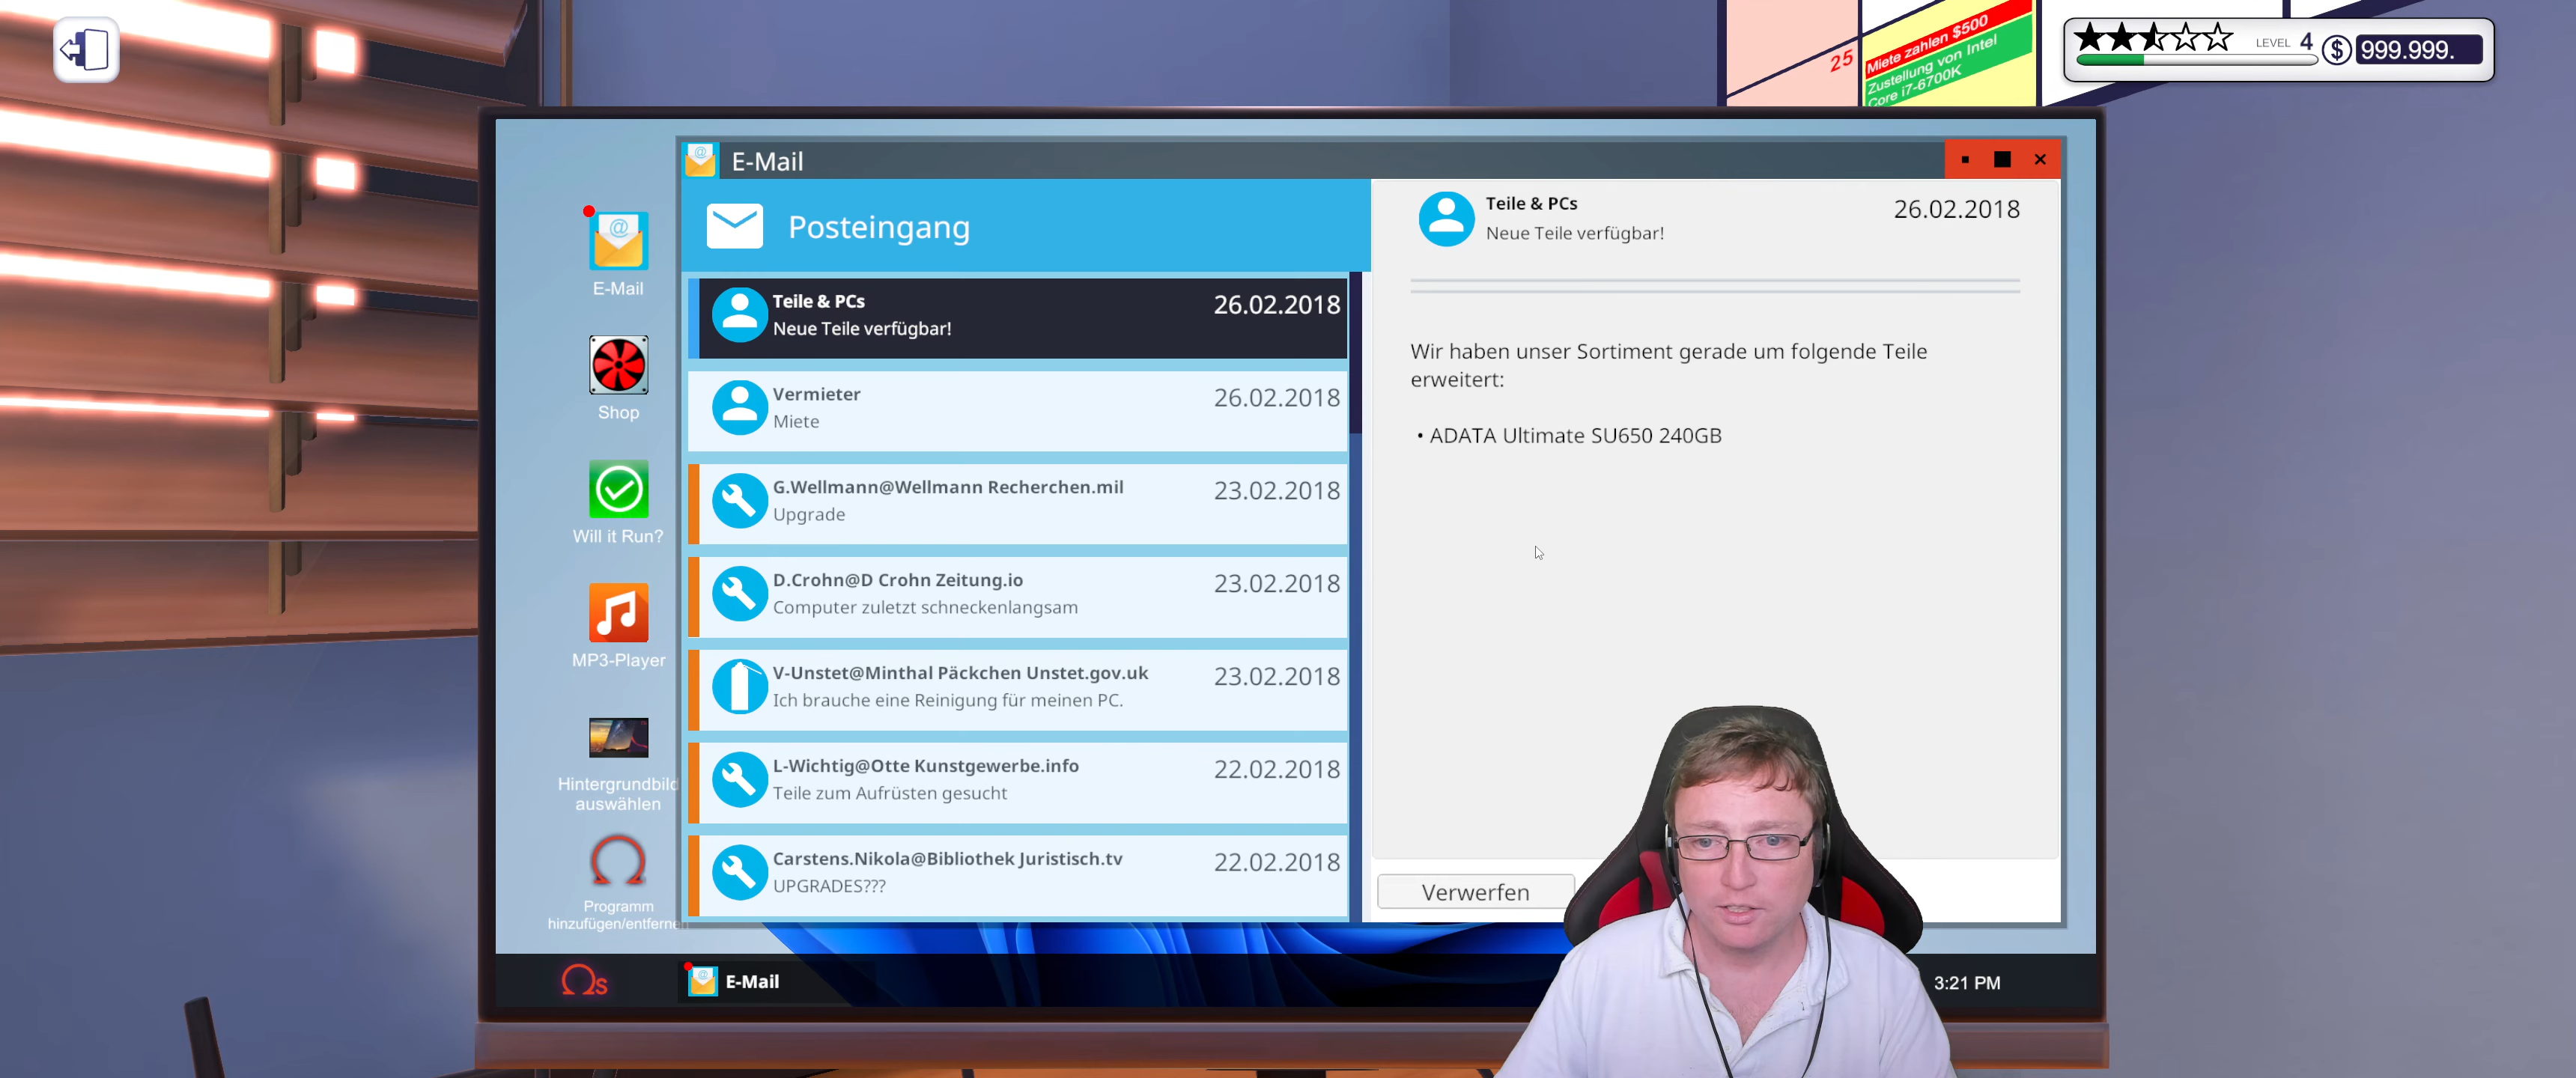 25
Miete zahlen $500
Zustellung von Intel
Core i7-6700K
LEVEL 4
$ 999.999.
E-Mail
Posteingang
Teile & PCs
26.02.2018
Neue Teile verfügbar!
Vermieter
26.02.2018
Miete
G.Wellmann@Wellmann Recherchen.mil
23.02.2018
Upgrade
D.Crohn@D Crohn Zeitung.io
23.02.2018
Computer zuletzt schneckenlangsam
V-Unstet@Minthal Päckchen Unstet.gov.uk
23.02.2018
Ich brauche eine Reinigung für meinen PC.
L-Wichtig@Otte Kunstgewerbe.info
22.02.2018
Teile zum Aufrüsten gesucht
Carstens.Nikola@Bibliothek Juristisch.tv
22.02.2018
UPGRADES???
Teile & PCs
26.02.2018
Neue Teile verfügbar!
Wir haben unser Sortiment gerade um folgende Teile
erweitert:
• ADATA Ultimate SU650 240GB
Verwerfen
E-Mail
Shop
Will it Run?
MP3-Player
Hintergrundbild
auswählen
Programm
hinzufügen/entferne
Ωs
E-Mail
3:21 PM